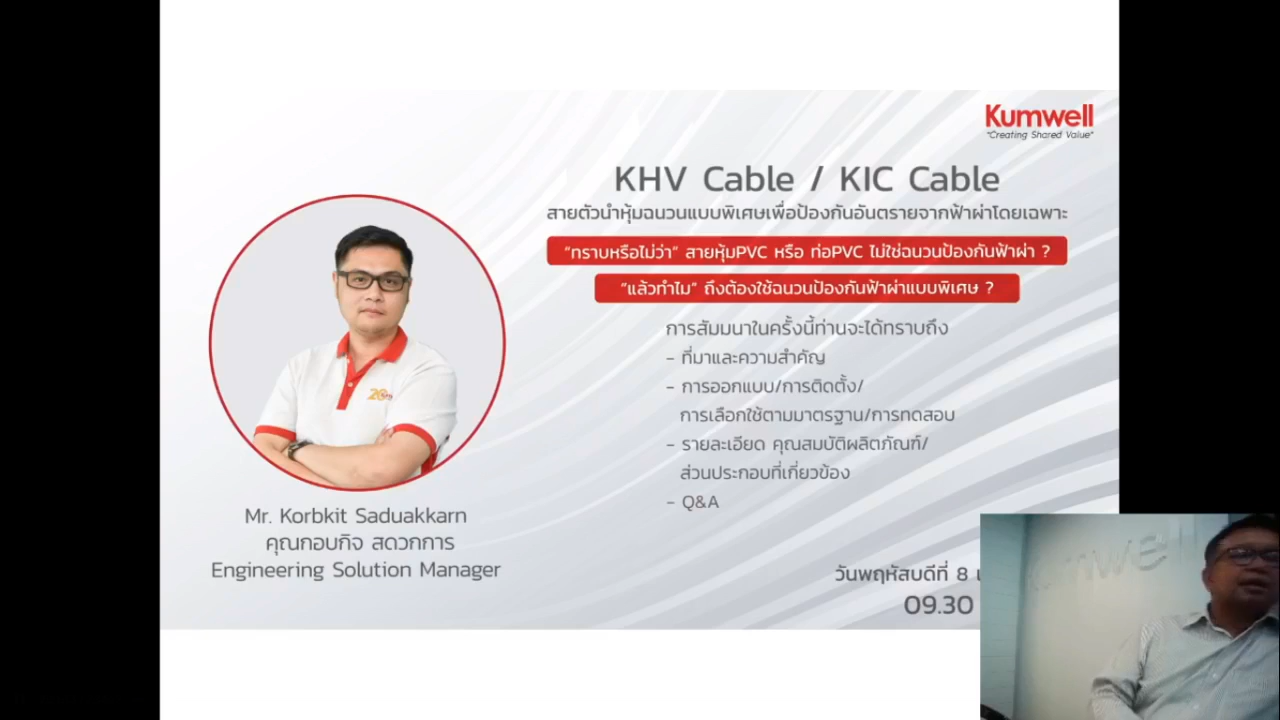 Kumwell
"Creating Shared Value"
KHV Cable / KIC Cable
สายตัวนำหุ้มฉนวนแบบพิเศษเพื่อป้องกันอันตรายจากฟ้าผ่าโดยเฉพาะ
"ทราบหรือไม่ว่า" สายหุ้มPVC หรือ ท่อPVC ไม่ใช่ฉนวนป้องกันฟ้าผ่า ?
"แล้วทำไม" ถึงต้องใช้ฉนวนป้องกันฟ้าผ่าแบบพิเศษ ?
การสัมมนาในครั้งนี้ท่านจะได้ทราบถึง
- ที่มาและความสำคัญ
- การออกแบบ/การติดตั้ง/
การเลือกใช้ตามมาตรฐาน/การทดสอบ
- รายละเอียด คุณสมบัติผลิตภัณฑ์/
ส่วนประกอบที่เกี่ยวข้อง
- Q&A
Mr. Korbkit Saduakkarn
คุณกอบกิจ สดวกการ
Engineering Solution Manager
วันพฤหัสบดีที่ 8
09.30